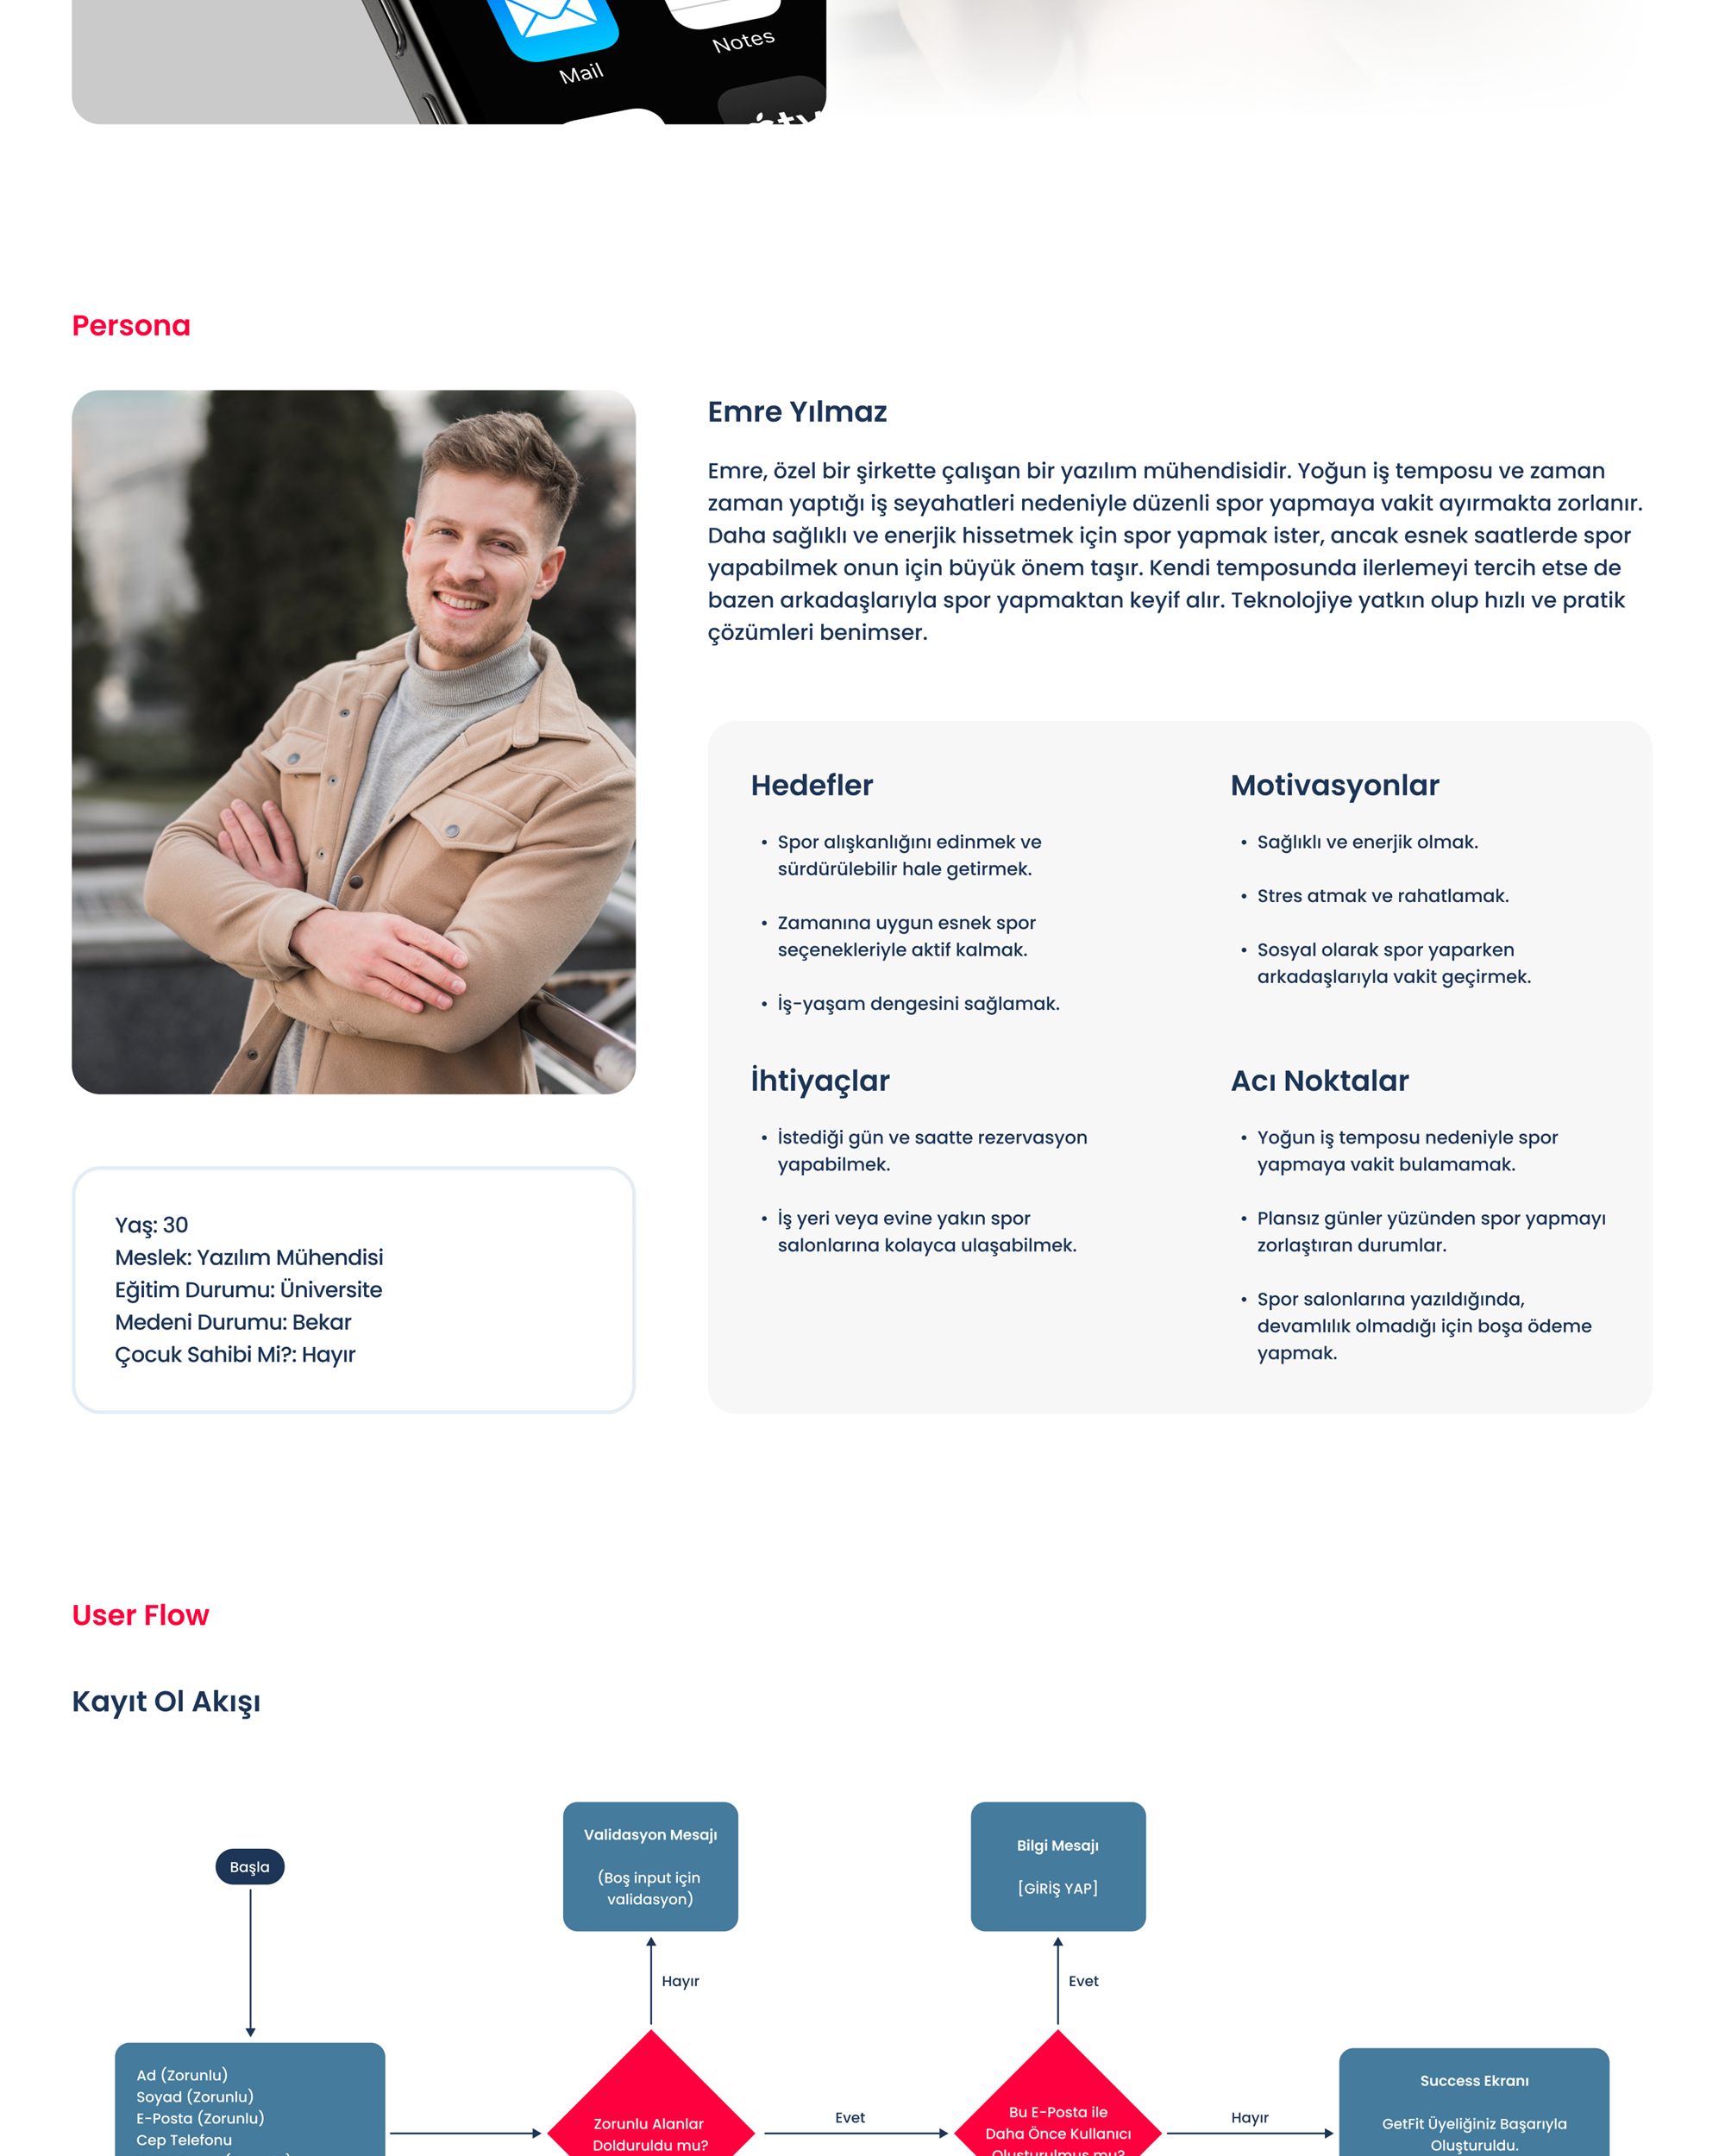 Mail
Notes
Persona
Emre Yılmaz
Emre, özel bir şirkette çalışan bir yazılım mühendisidir. Yoğun iş temposu ve zaman
zaman yaptığı iş seyahatleri nedeniyle düzenli spor yapmaya vakit ayırmakta zorlanır.
Daha sağlıklı ve enerjik hissetmek için spor yapmak ister, ancak esnek saatlerde spor
yapabilmek onun için büyük önem taşır. Kendi temposunda ilerlemeyi tercih etse de
bazen arkadaşlarıyla spor yapmaktan keyif alır. Teknolojiye yatkın olup hızlı ve pratik
çözümleri benimser.
Hedefler
• Spor alışkanlığını edinmek ve
sürdürülebilir hale getirmek.
• Zamanına uygun esnek spor
seçenekleriyle aktif kalmak.
• İş-yaşam dengesini sağlamak.
Motivasyonlar
• Sağlıklı ve enerjik olmak.
• Stres atmak ve rahatlamak.
• Sosyal olarak spor yaparken
arkadaşlarıyla vakit geçirmek.
İhtiyaçlar
• İstediği gün ve saatte rezervasyon
yapabilmek.
• İş yeri veya evine yakın spor
salonlarına kolayca ulaşabilmek.
Acı Noktalar
• Yoğun iş temposu nedeniyle spor
yapmaya vakit bulamamak.
• Plansız günler yüzünden spor yapmayı
zorlaştıran durumlar.
• Spor salonlarına yazıldığında,
devamlılık olmadığı için boşa ödeme
yapmak.
Yaş: 30
Meslek: Yazılım Mühendisi
Eğitim Durumu: Üniversite
Medeni Durumu: Bekar
Çocuk Sahibi Mi?: Hayır
User Flow
Kayıt Ol Akışı
Başla
Validasyon Mesajı
(Boş input için
validasyon)
Bilgi Mesajı
[GİRİŞ YAP]
Hayır
Evet
Ad (Zorunlu)
Soyad (Zorunlu)
E-Posta (Zorunlu)
Cep Telefonu
Zorunlu Alanlar
Dolduruldu mu?
Evet
Bu E-Posta ile
Daha Önce Kullanıcı
Oluşturulmuş mu?
Hayır
Success Ekranı
GetFit Üyeliğiniz Başarıyla
Oluşturuldu.